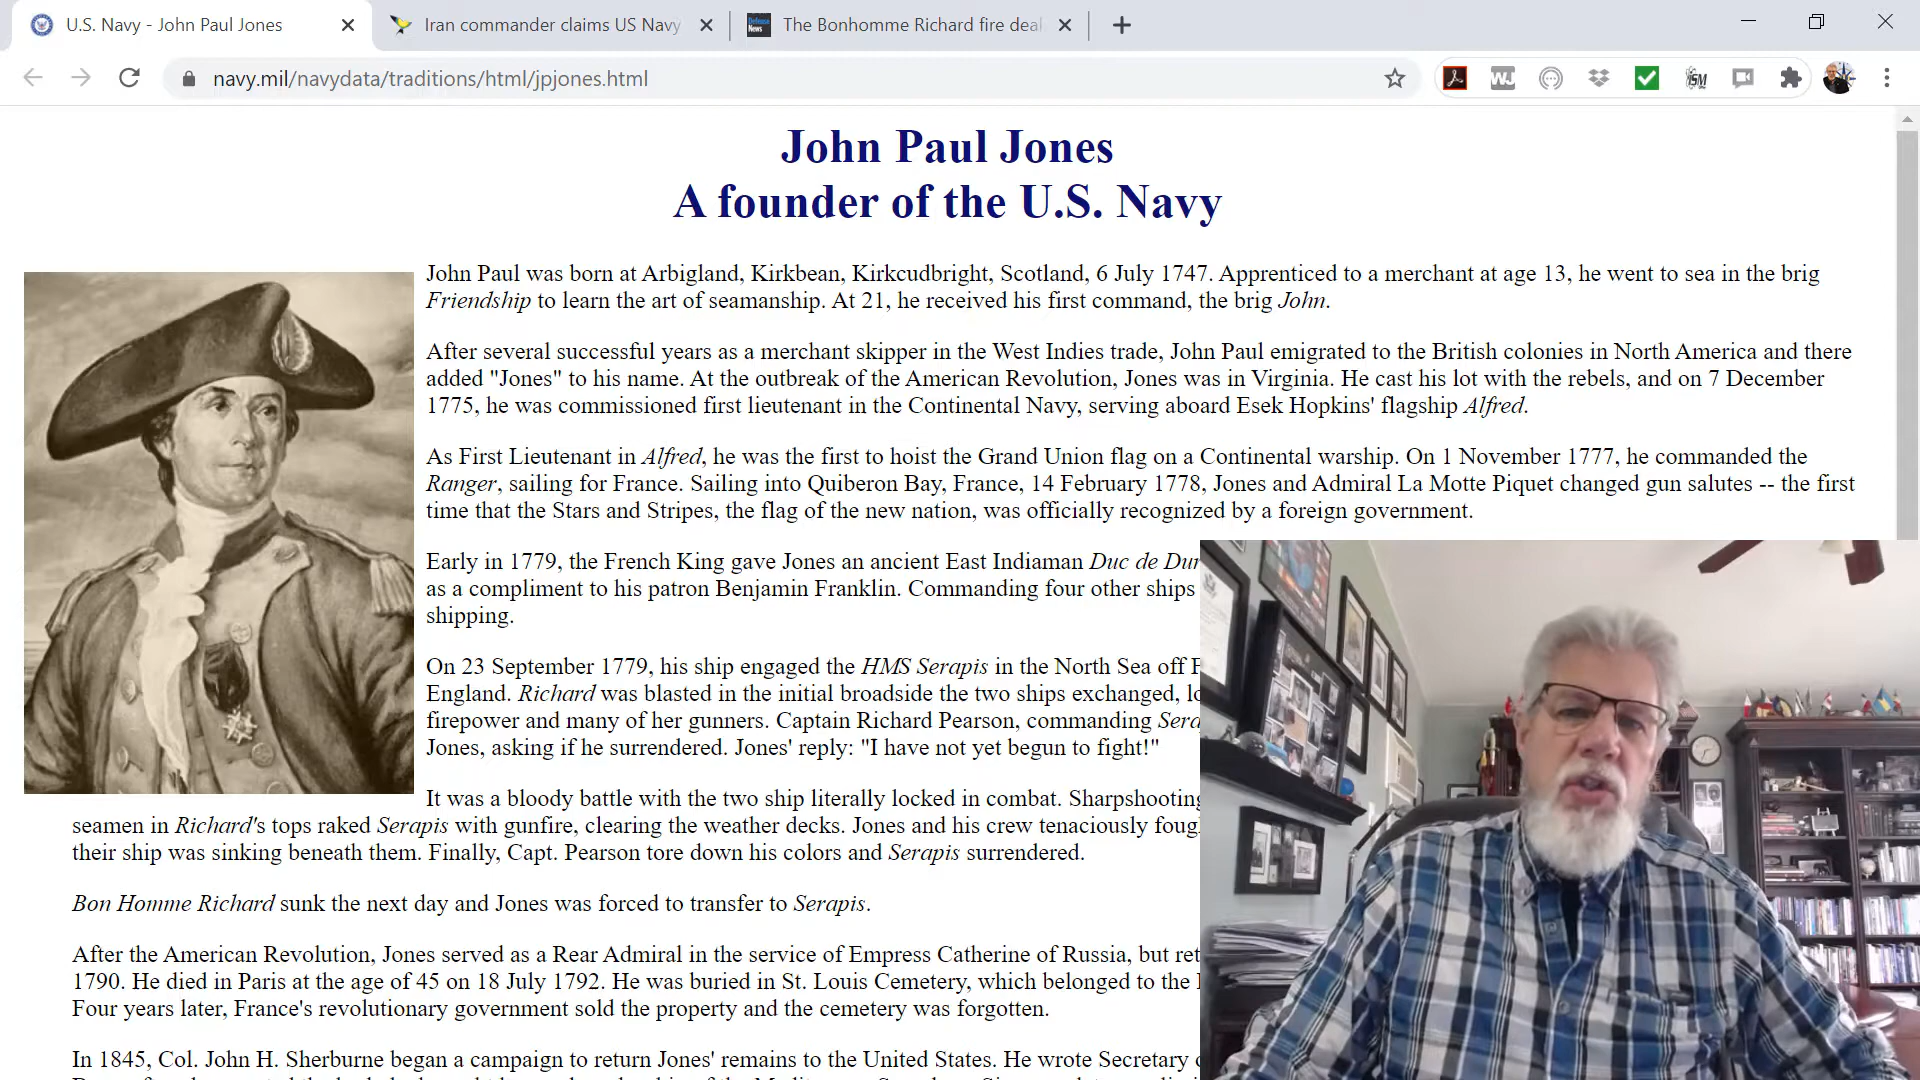 U.S. Navy - John Paul Jones
Iran commander claims US Navy
Defense News
The Bonhomme Richard fire deal
navy.mil/navydata/traditions/html/jpjones.html
John Paul Jones
A founder of the U.S. Navy
John Paul was born at Arbigland, Kirkbean, Kirkcudbright, Scotland, 6 July 1747. Apprenticed to a merchant at age 13, he went to sea in the brig
Friendship to learn the art of seamanship. At 21, he received his first command, the brig John.
After several successful years as a merchant skipper in the West Indies trade, John Paul emigrated to the British colonies in North America and there
added "Jones" to his name. At the outbreak of the American Revolution, Jones was in Virginia. He cast his lot with the rebels, and on 7 December
1775, he was commissioned first lieutenant in the Continental Navy, serving aboard Esek Hopkins' flagship Alfred.
As First Lieutenant in Alfred, he was the first to hoist the Grand Union flag on a Continental warship. On 1 November 1777, he commanded the
Ranger, sailing for France. Sailing into Quiberon Bay, France, 14 February 1778, Jones and Admiral La Motte Piquet changed gun salutes -- the first
time that the Stars and Stripes, the flag of the new nation, was officially recognized by a foreign government.
Early in 1779, the French King gave Jones an ancient East Indiaman Duc de Dur
as a compliment to his patron Benjamin Franklin. Commanding four other ships
shipping.
On 23 September 1779, his ship engaged the HMS Serapis in the North Sea off
England. Richard was blasted in the initial broadside the two ships exchanged, lo
firepower and many of her gunners. Captain Richard Pearson, commanding Sera
Jones, asking if he surrendered. Jones' reply: "I have not yet begun to fight!"
It was a bloody battle with the two ship literally locked in combat. Sharpshooting
seamen in Richard's tops raked Serapis with gunfire, clearing the weather decks. Jones and his crew tenaciously foug
their ship was sinking beneath them. Finally, Capt. Pearson tore down his colors and Serapis surrendered.
Bon Homme Richard sunk the next day and Jones was forced to transfer to Serapis.
After the American Revolution, Jones served as a Rear Admiral in the service of Empress Catherine of Russia, but ret
1790. He died in Paris at the age of 45 on 18 July 1792. He was buried in St. Louis Cemetery, which belonged to the
Four years later, France's revolutionary government sold the property and the cemetery was forgotten.
In 1845, Col. John H. Sherburne began a campaign to return Jones' remains to the United States. He wrote Secretary